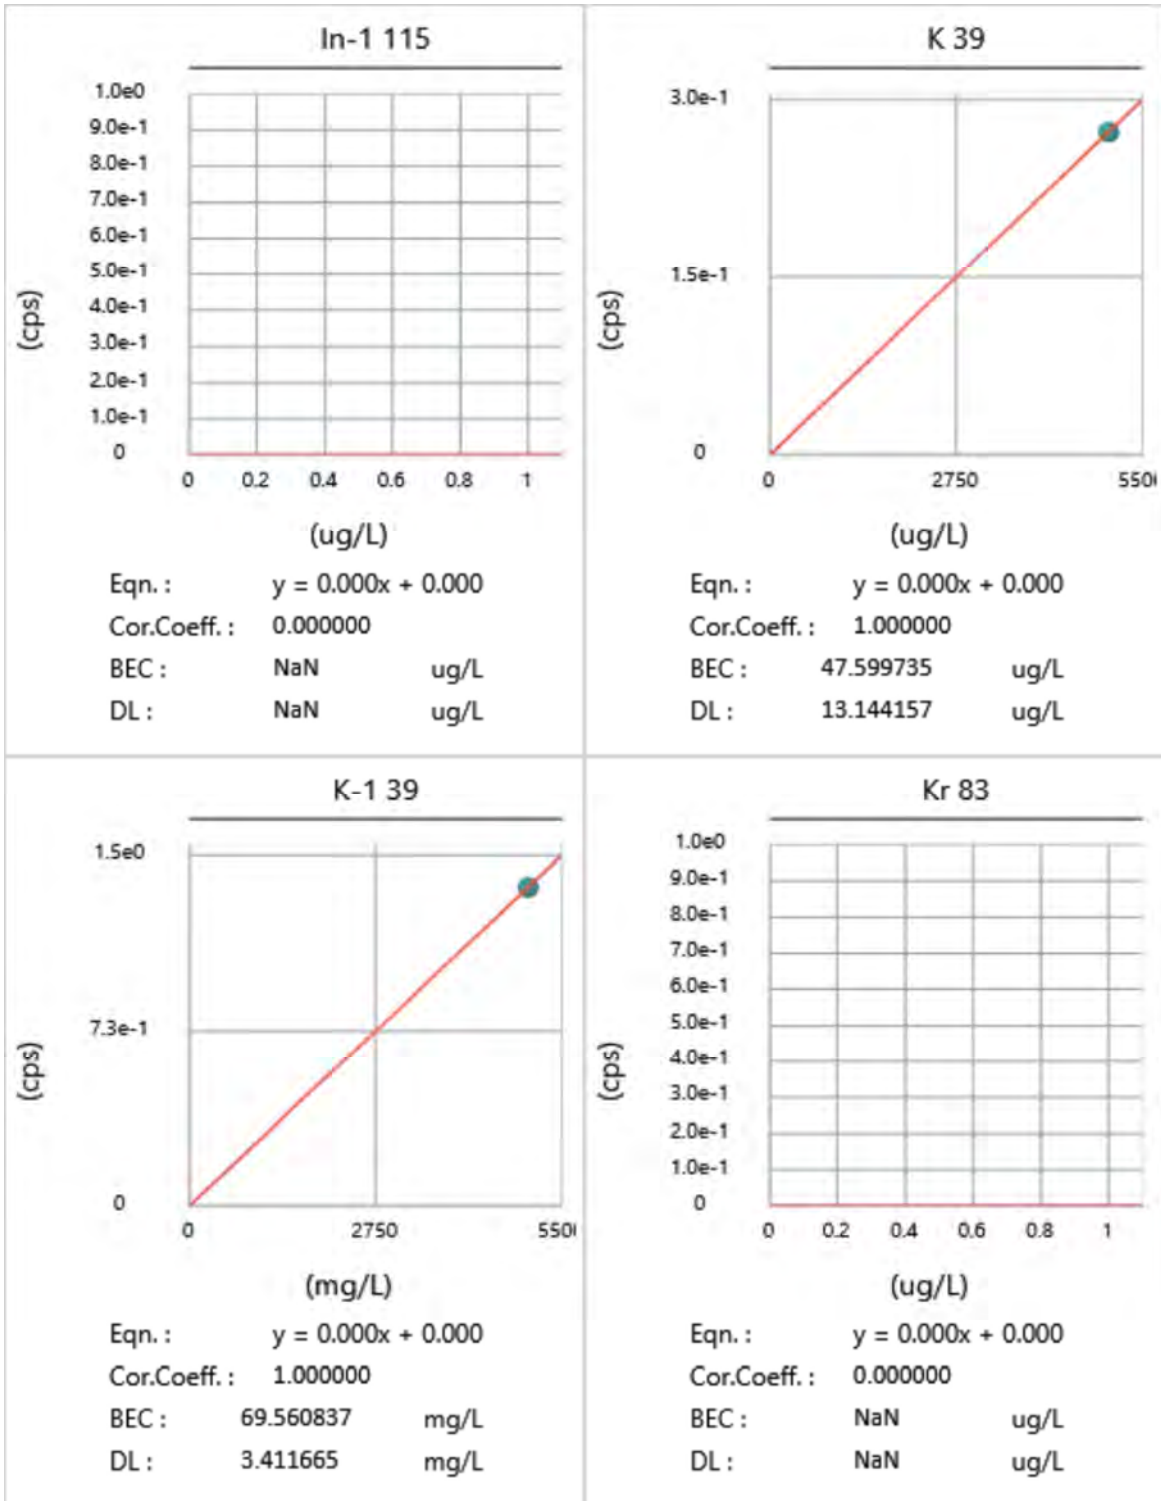 In-1 115
1.0e0
9.0e-1
8.0e-1
7.0e-1
6.0e-1
5.0e-1
4.0e-1
3.0e-1
2.0e-1
1.0e-1
0
(cps)
0 0.2 0.4 0.6 0.8 1
(ug/L)
Eqn. : y = 0.000x + 0.000
Cor.Coeff. : 0.000000
BEC : NaN ug/L
DL : NaN ug/L
K 39
3.0e-1
1.5e-1
0
(cps)
0 2750 550
(ug/L)
Eqn. : y = 0.000x + 0.000
Cor.Coeff. : 1.000000
BEC : 47.599735 ug/L
DL : 13.144157 ug/L
K-1 39
1.5e0
7.3e-1
0
(cps)
0 2750 550
(mg/L)
Eqn. : y = 0.000x + 0.000
Cor.Coeff. : 1.000000
BEC : 69.560837 mg/L
DL : 3.411665 mg/L
Kr 83
1.0e0
9.0e-1
8.0e-1
7.0e-1
6.0e-1
5.0e-1
4.0e-1
3.0e-1
2.0e-1
1.0e-1
0
(cps)
0 0.2 0.4 0.6 0.8 1
(ug/L)
Eqn. : y = 0.000x + 0.000
Cor.Coeff. : 0.000000
BEC : NaN ug/L
DL : NaN ug/L